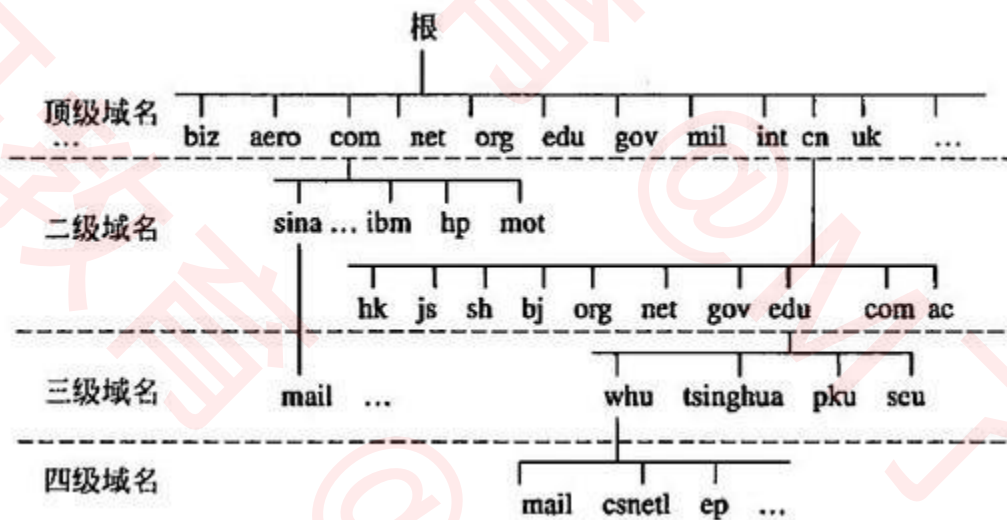 根
顶级域名
... biz aero com net org edu gov mil int cn uk ...
二级域名
sina ... ibm hp mot
hk js sh bj org net gov edu com ac
三级域名
mail ... whu tsinghua pku scu
四级域名
mail csnetl ep ...